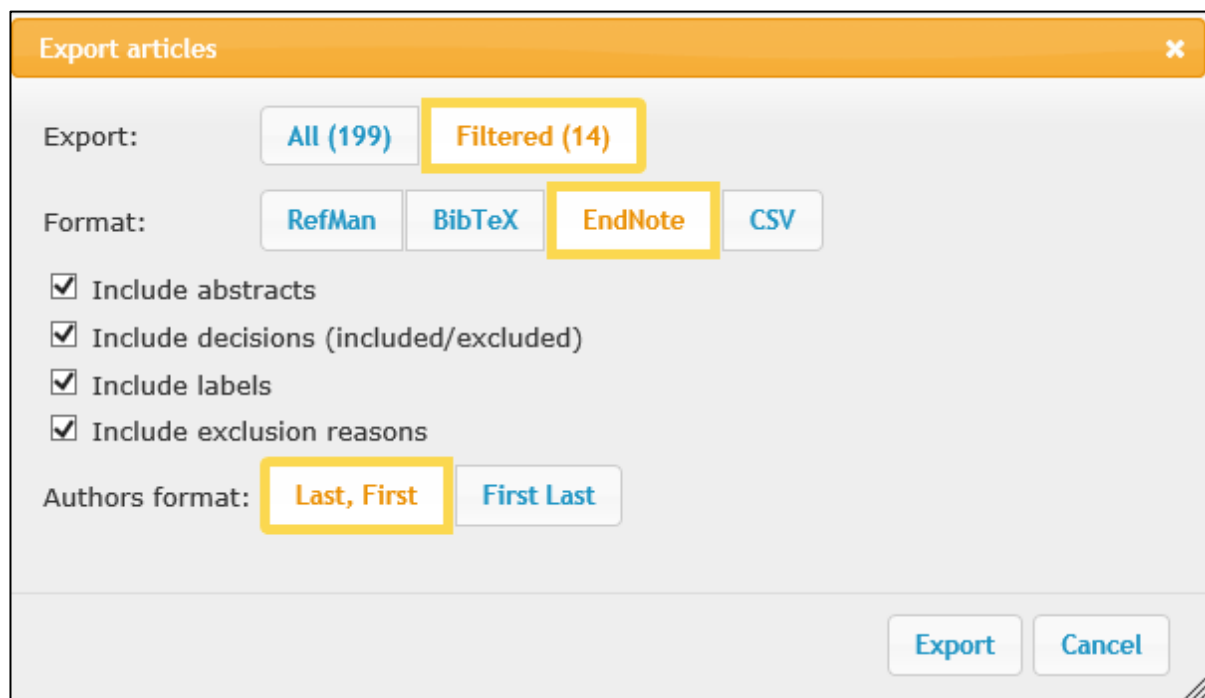 Export articles
Export: All (199) Filtered (14)
Format: RefMan BibTeX EndNote CSV
Include abstracts
Include decisions (included/excluded)
Include labels
Include exclusion reasons
Authors format: Last, First First Last
Export Cancel